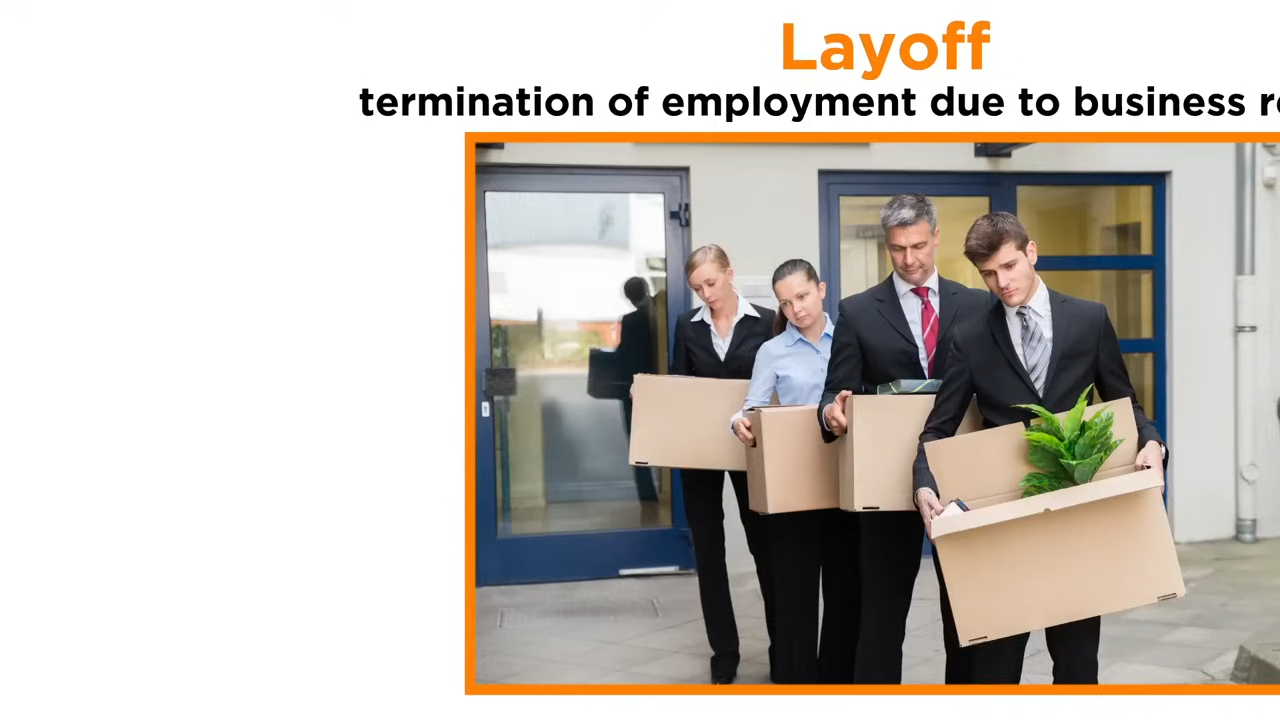 Layoff
termination of employment due to business